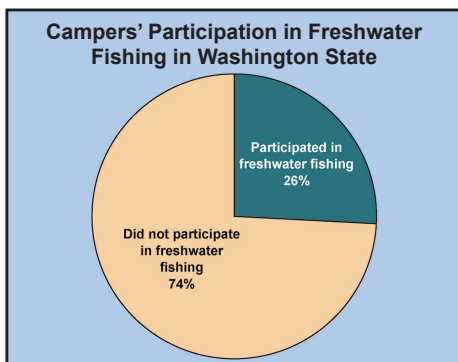 Campers’ Participation in Freshwater
Fishing in Washington State
Participated in
freshwater fishing
26%
Did not participate
in freshwater
fishing
74%